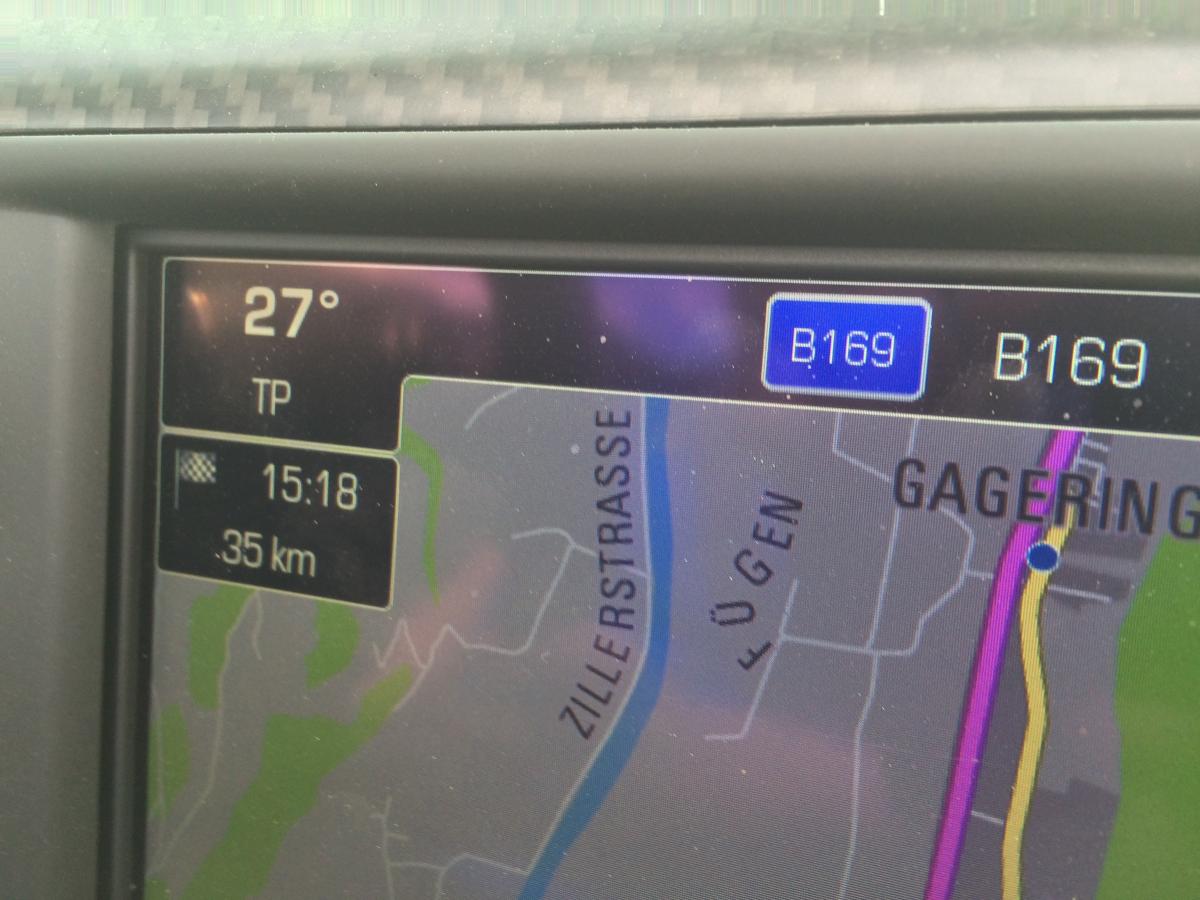 27°
TP
B169
B169
15:18
35 km
ZILLERSTRASSE
FÜGEN
GAGERING